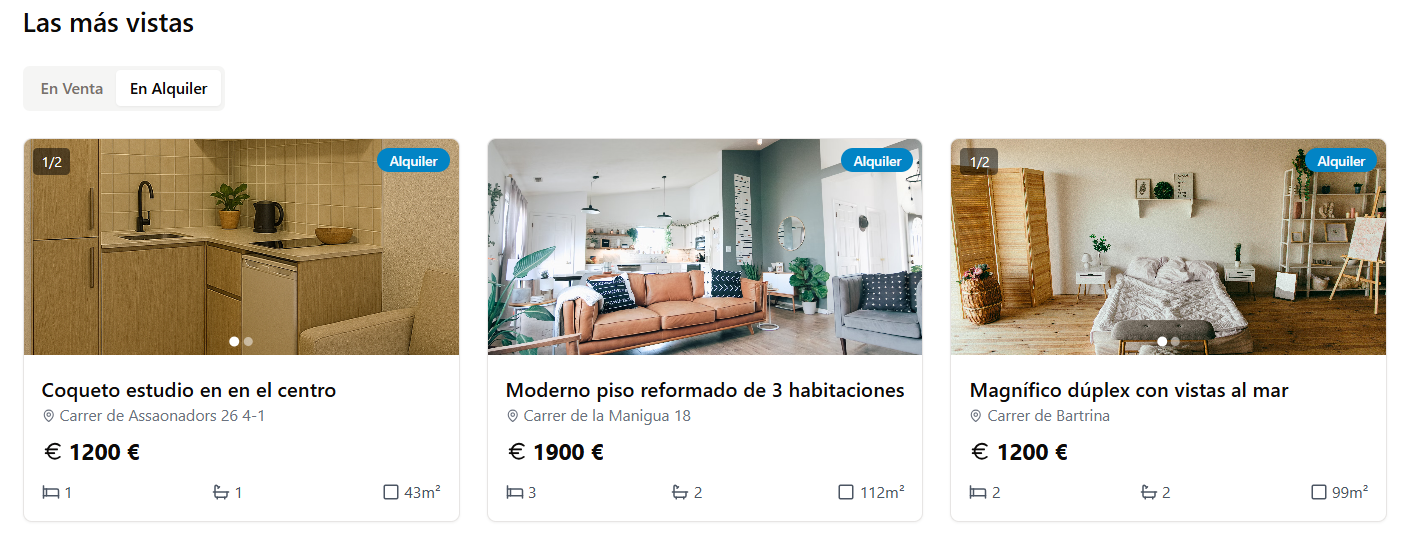 Las más vistas
En Venta
En Alquiler
1/2
Alquiler
Coqueto estudio en en el centro
Carrer de Assaonadors 26 4-1
€ 1200 €
1
1
43m²
Alquiler
Moderno piso reformado de 3 habitaciones
Carrer de la Manigua 18
€ 1900 €
3
2
112m²
1/2
Alquiler
Magnífico dúplex con vistas al mar
Carrer de Bartrina
€ 1200 €
2
2
99m²